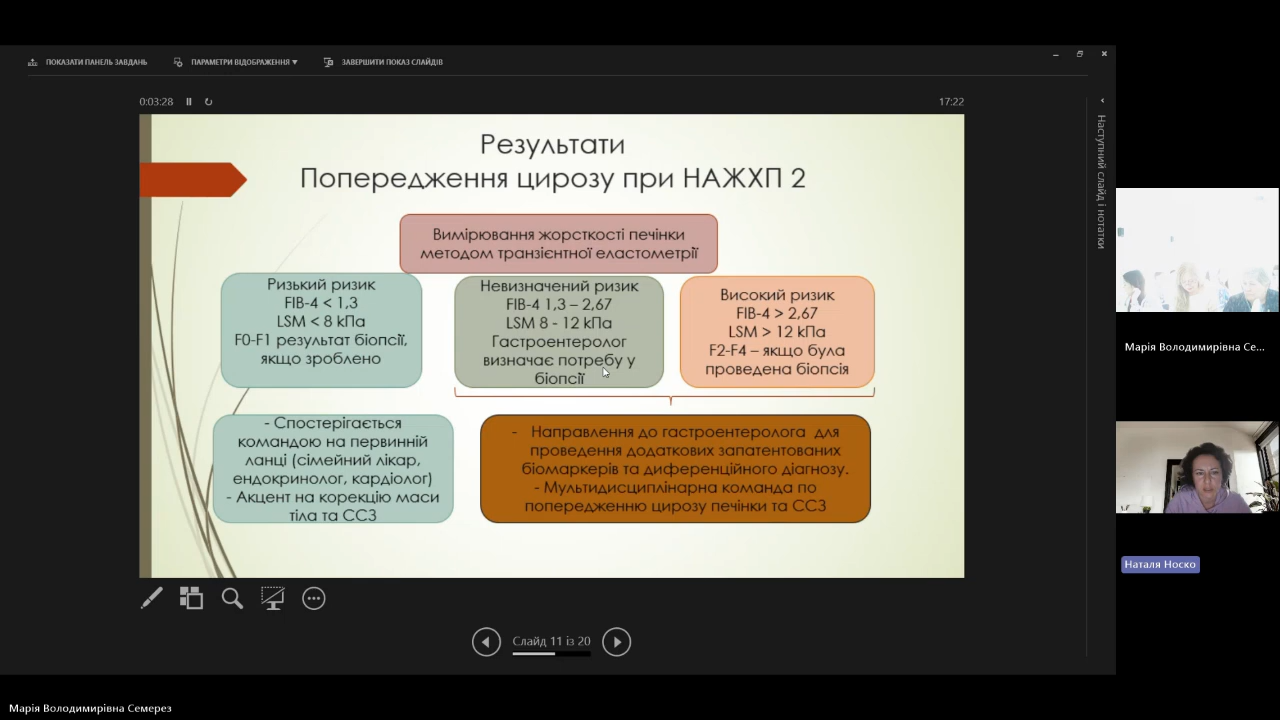 ПОКАЗАТИ ПАНЕЛЬ ЗАВДАНЬ
ПАРАМЕТРИ ВІДОБРАЖЕННЯ
ЗАВЕРШИТИ ПОКАЗ СЛАЙДІВ
0:03:28
17:22
Результати
Попередження цирозу при НАЖХП 2
Вимірювання жорсткості печінки
методом транзієнтної еластометрії
Ризький ризик
FIB-4 < 1,3
LSM < 8 кПа
F0-F1 результат біопсії,
якщо зроблено
Невизначений ризик
FIB-4 1,3 – 2,67
LSM 8 - 12 кПа
Гастроентеролог
визначає потребу у
біопсії
Високий ризик
FIB-4 > 2,67
LSM > 12 кПа
F2-F4 – якщо була
проведена біопсія
- Спостерігається
командою на первинній
ланці (сімейний лікар,
ендокринолог, кардіолог)
- Акцент на корекцію маси
тіла та ССЗ
- Направлення до гастроентеролога для
проведення додаткових запатентованих
біомаркерів та диференційного діагнозу.
- Мультидисциплінарна команда по
попередженню цирозу печінки та ССЗ
Слайд 11 із 20
Наступний слайд і нотатки
Марія Володимирівна Се...
Наталя Носко
Марія Володимирівна Семерез